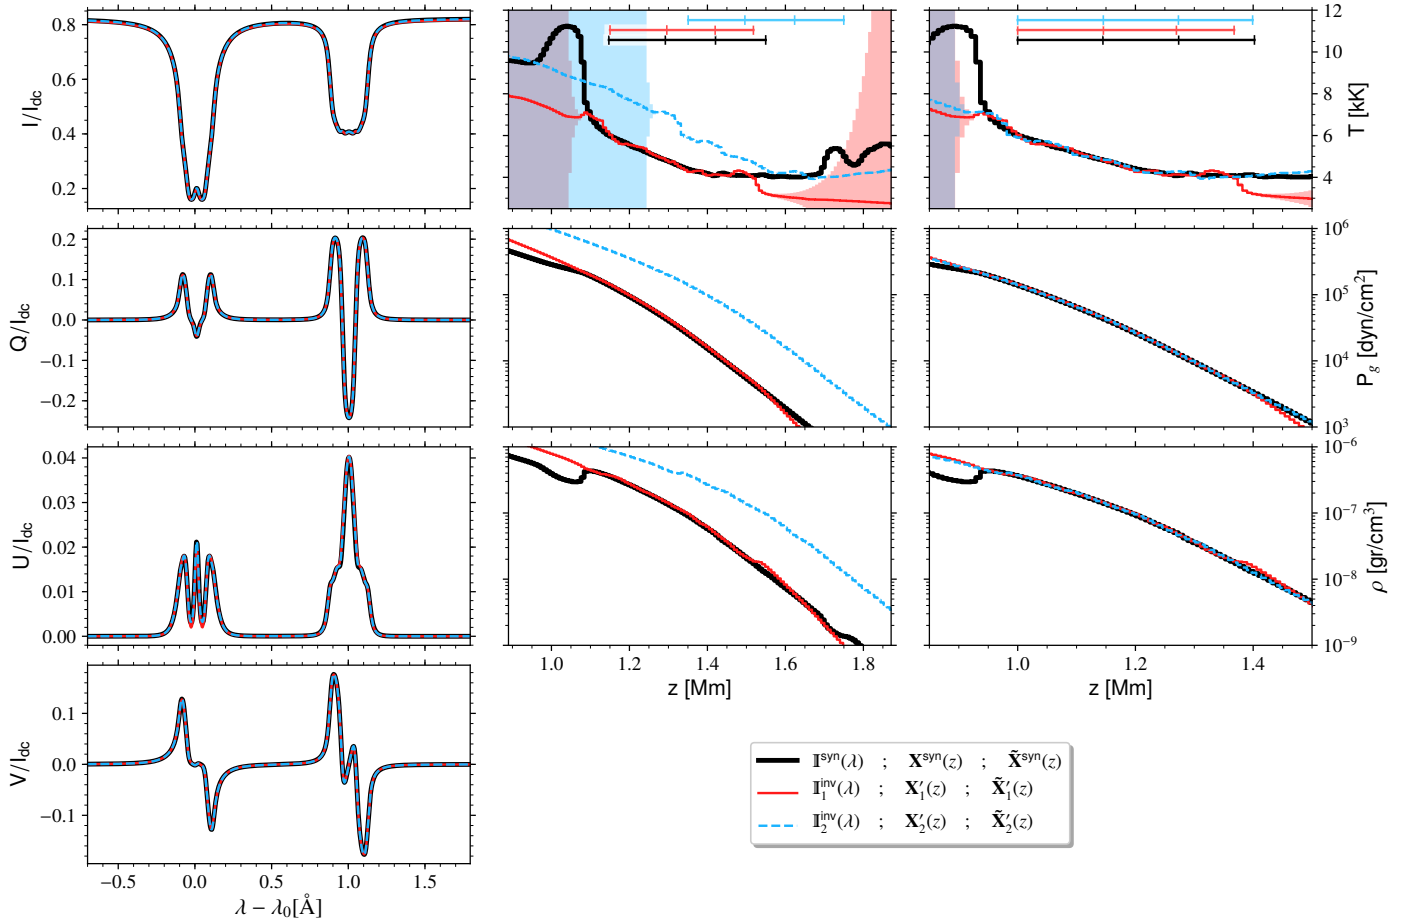 0.8
0.6
0.4
0.2
I/I_dc
12
10
8
6
4
T [kK]
0.2
0.1
0.0
−0.1
−0.2
Q/I_dc
10^6
10^5
10^4
10^3
P_g [dyn/cm^2]
0.04
0.03
0.02
0.01
0.00
U/I_dc
10^-6
10^-7
10^-8
10^-9
ρ [gr/cm^3]
1.0 1.2 1.4 1.6 1.8
z [Mm]
1.0 1.2 1.4
z [Mm]
0.1
0.0
−0.1
V/I_dc
−0.5 0.0 0.5 1.0 1.5
λ − λ_0[Å]
𝕀^syn(λ) ; X^syn(z) ; X̃^syn(z)
𝕀_1^inv(λ) ; X′_1(z) ; X̃′_1(z)
𝕀_2^inv(λ) ; X′_2(z) ; X̃′_2(z)